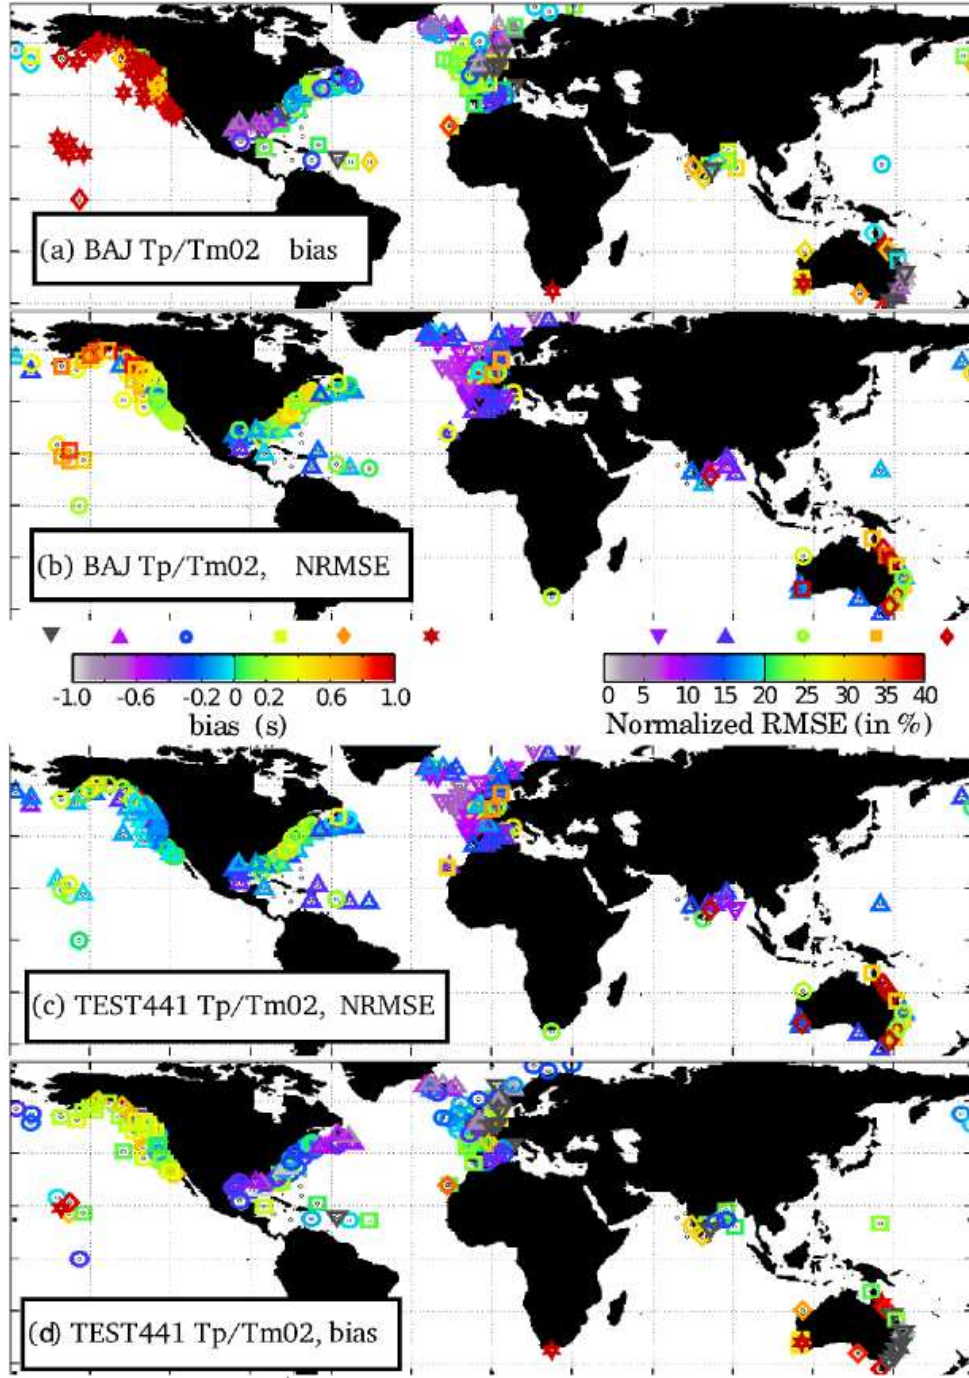 (a) BAJ Tp/Tm02 bias
(b) BAJ Tp/Tm02, NRMSE
-1.0 -0.6 -0.2 0 0.2 0.6 1.0
bias (s)
0 5 10 15 20 25 30 35 40
Normalized RMSE (in %)
(c) TEST441 Tp/Tm02, NRMSE
(d) TEST441 Tp/Tm02, bias